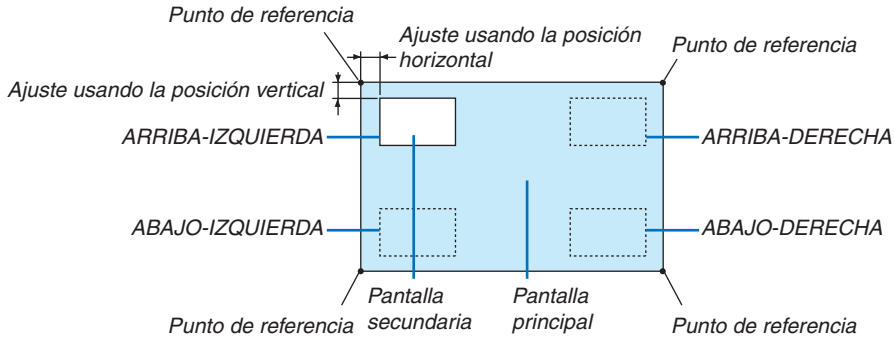 Punto de referencia
Ajuste usando la posición
horizontal
Punto de referencia
Ajuste usando la posición vertical
ARRIBA-IZQUIERDA
ARRIBA-DERECHA
ABAJO-IZQUIERDA
ABAJO-DERECHA
Pantalla
secundaria
Pantalla
principal
Punto de referencia
Punto de referencia